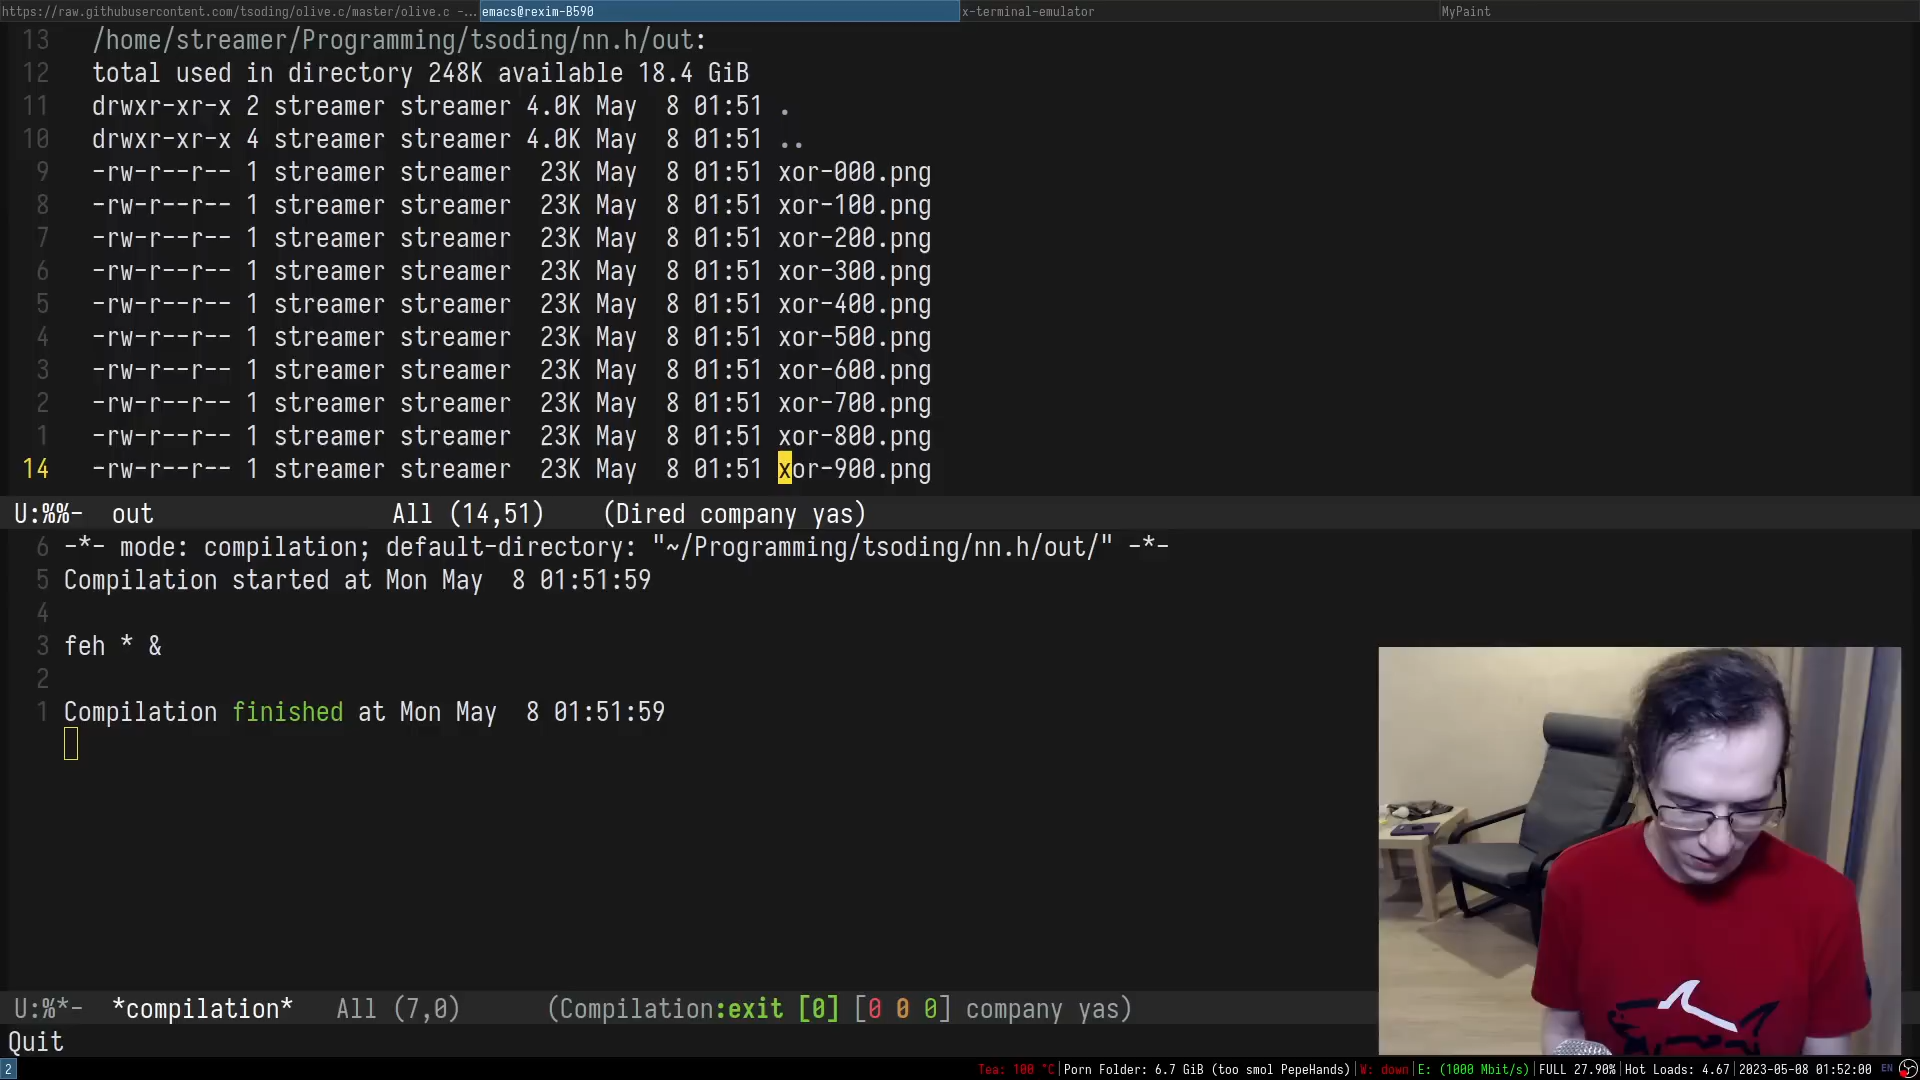 https://raw.githubusercontent.com/tsoding/olive.c/master/olive.c -... emacs@rexim-B590 x-terminal-emulator MyPaint
13 /home/streamer/Programming/tsoding/nn.h/out:
12 total used in directory 248K available 18.4 GiB
11 drwxr-xr-x 2 streamer streamer 4.0K May 8 01:51 .
10 drwxr-xr-x 4 streamer streamer 4.0K May 8 01:51 ..
9 -rw-r--r-- 1 streamer streamer 23K May 8 01:51 xor-000.png
8 -rw-r--r-- 1 streamer streamer 23K May 8 01:51 xor-100.png
7 -rw-r--r-- 1 streamer streamer 23K May 8 01:51 xor-200.png
6 -rw-r--r-- 1 streamer streamer 23K May 8 01:51 xor-300.png
5 -rw-r--r-- 1 streamer streamer 23K May 8 01:51 xor-400.png
4 -rw-r--r-- 1 streamer streamer 23K May 8 01:51 xor-500.png
3 -rw-r--r-- 1 streamer streamer 23K May 8 01:51 xor-600.png
2 -rw-r--r-- 1 streamer streamer 23K May 8 01:51 xor-700.png
1 -rw-r--r-- 1 streamer streamer 23K May 8 01:51 xor-800.png
14 -rw-r--r-- 1 streamer streamer 23K May 8 01:51 xor-900.png
U:%%- out All (14,51) (Dired company yas)
6 -*- mode: compilation; default-directory: "~/Programming/tsoding/nn.h/out/" -*-
5 Compilation started at Mon May 8 01:51:59
4
3 feh * &
2
1 Compilation finished at Mon May 8 01:51:59
U:%*- *compilation* All (7,0) (Compilation:exit [0] [0 0 0] company yas)
Quit
2 Tea: 100 °C|Porn Folder: 6.7 GiB (too smol PepeHands)|W: down|E: (1000 Mbit/s)|FULL 27.90%|Hot Loads: 4.67|2023-05-08 01:52:00 EN